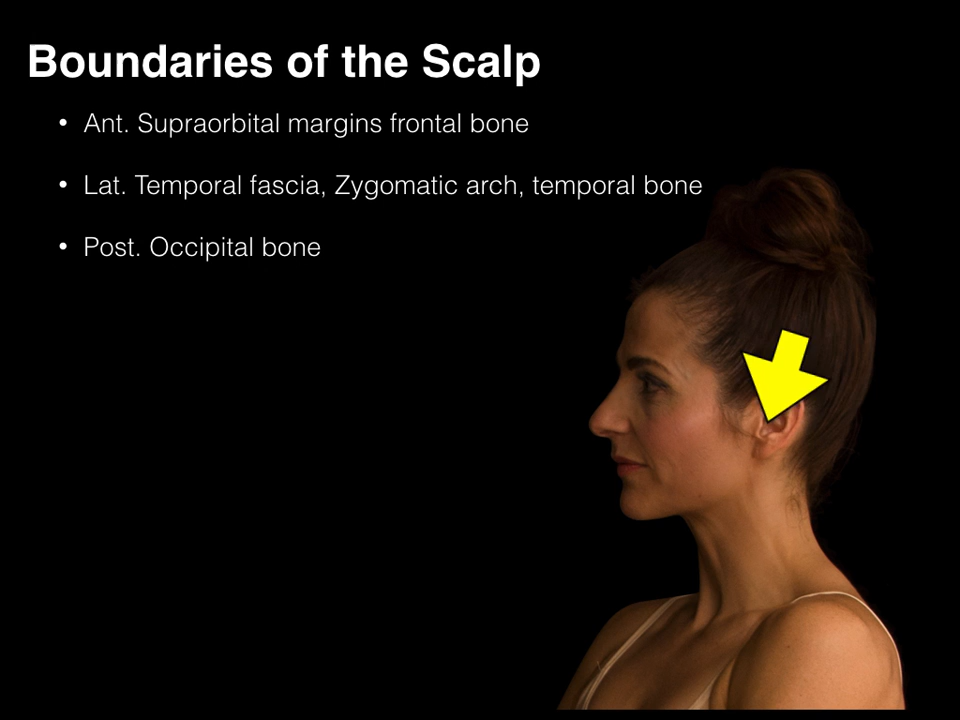 Boundaries of the Scalp
• Ant. Supraorbital margins frontal bone
• Lat. Temporal fascia, Zygomatic arch, temporal bone
• Post. Occipital bone